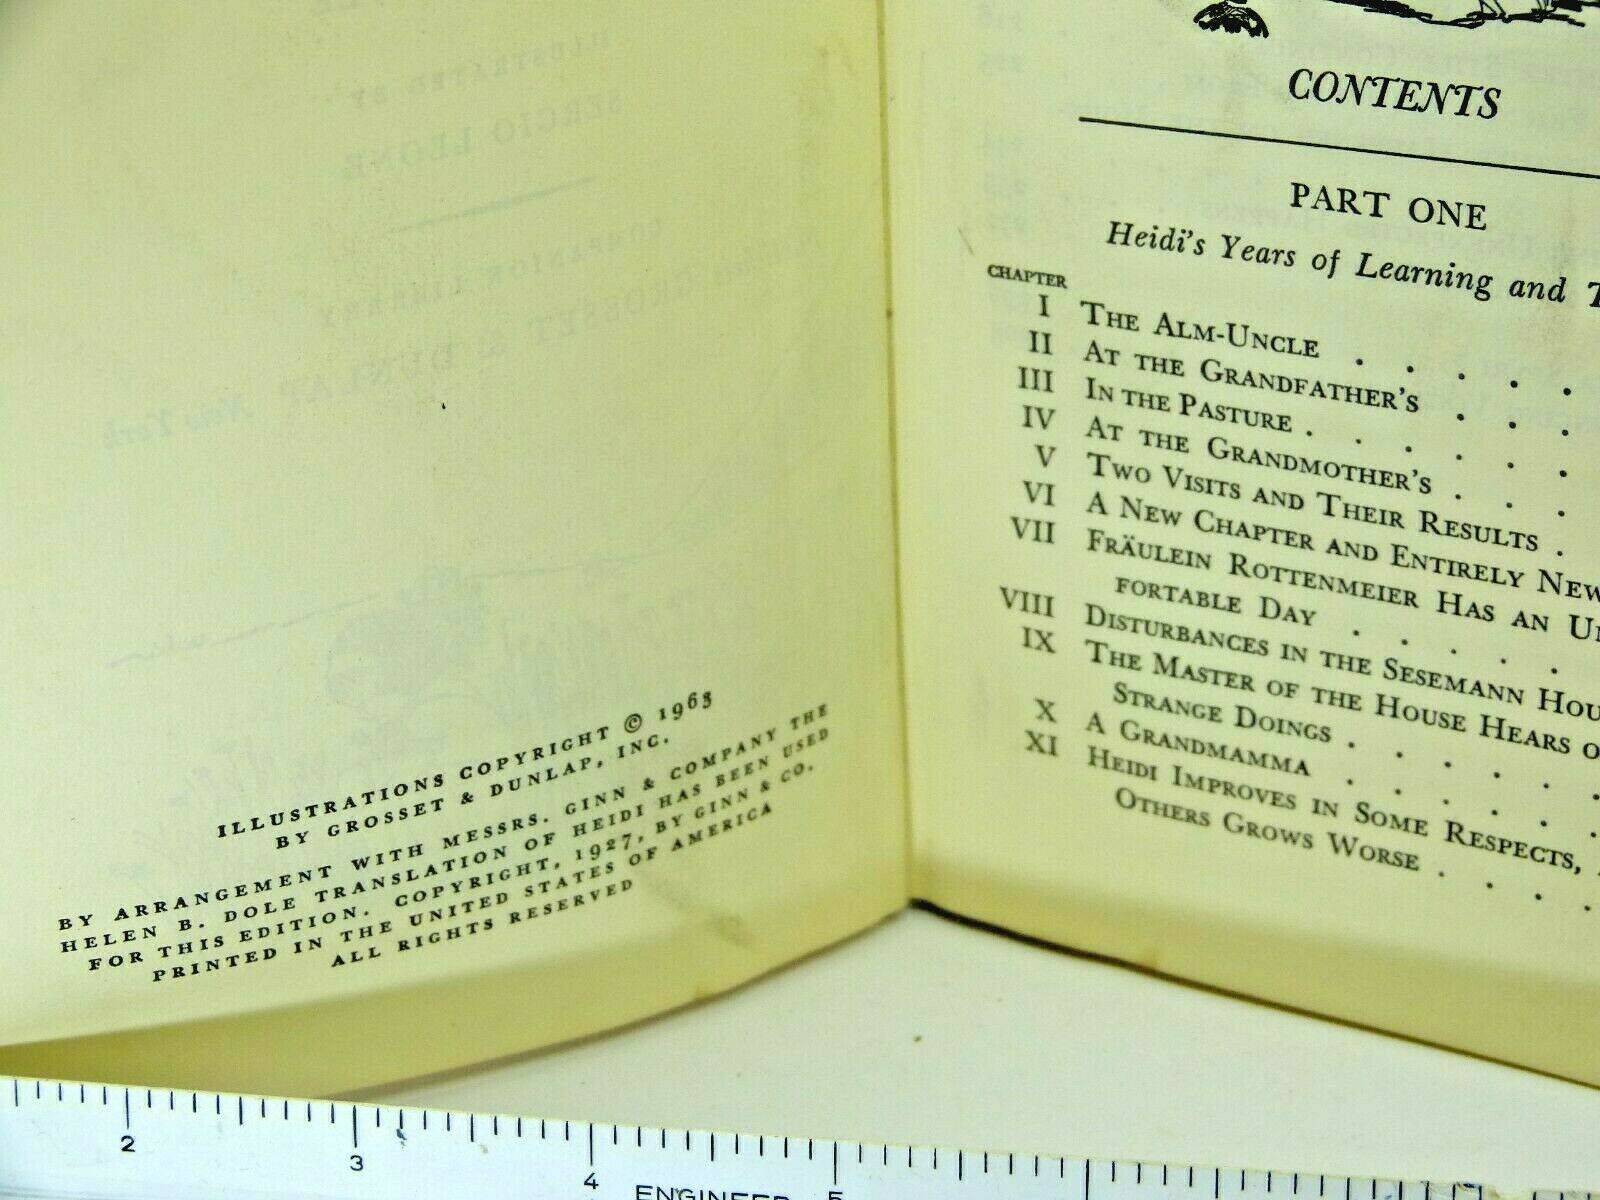 ILLUSTRATIONS COPYRIGHT © 1963
BY GROSSET & DUNLAP, INC.
BY ARRANGEMENT WITH MESSRS. GINN & COMPANY THE
HELEN B. DOLE TRANSLATION OF HEIDI HAS BEEN USED
FOR THIS EDITION. COPYRIGHT, 1927, BY GINN & CO.
PRINTED IN THE UNITED STATES OF AMERICA
ALL RIGHTS RESERVED
CONTENTS
PART ONE
Heidi's Years of Learning and T
CHAPTER
I THE ALM-UNCLE . . . . .
II AT THE GRANDFATHER'S . . .
III IN THE PASTURE . . . . . .
IV AT THE GRANDMOTHER'S . . .
V TWO VISITS AND THEIR RESULTS .
VI A NEW CHAPTER AND ENTIRELY NEW
VII FRÄULEIN ROTTENMEIER HAS AN UN
FORTABLE DAY . . . . .
VIII DISTURBANCES IN THE SESEMANN HOU
IX THE MASTER OF THE HOUSE HEARS O
STRANGE DOINGS . . . . . .
X A GRANDMAMMA . . . . . .
XI HEIDI IMPROVES IN SOME RESPECTS,
OTHERS GROWS WORSE . . . .
2 3 4 5
ENGINEER